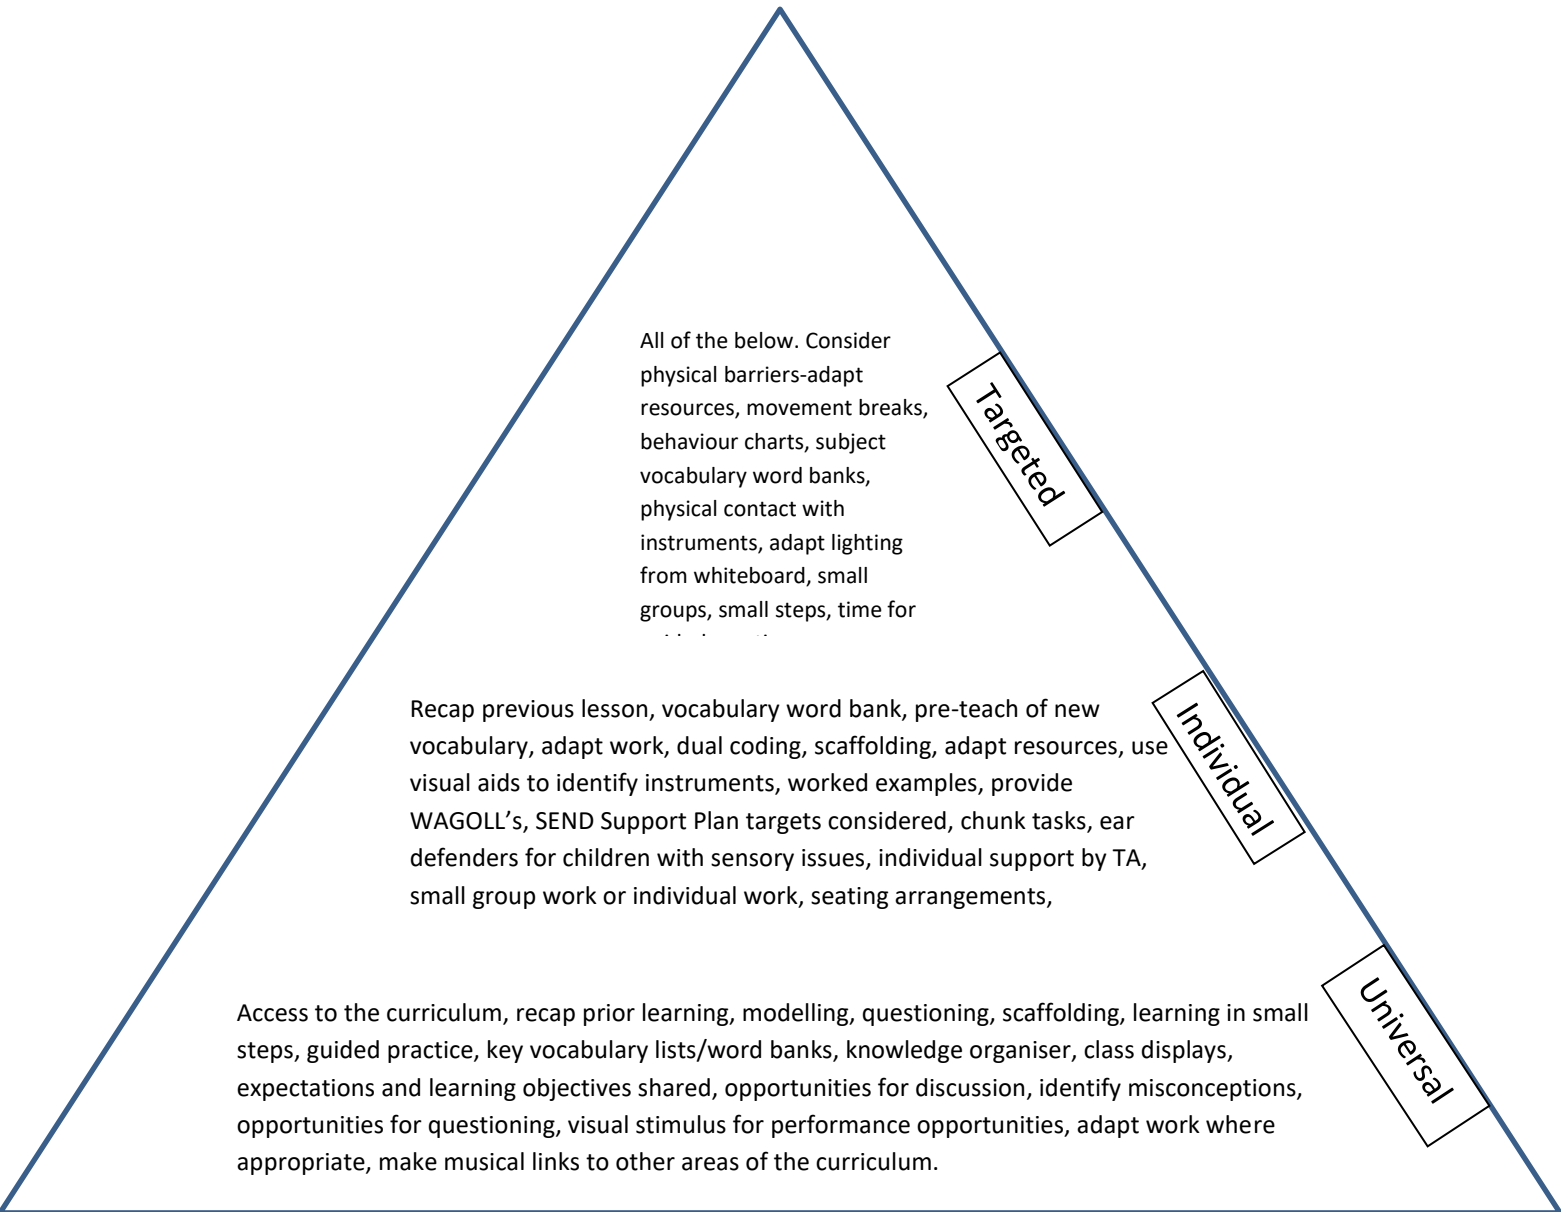 All of the below. Consider
physical barriers-adapt
resources, movement breaks,
behaviour charts, subject
vocabulary word banks,
physical contact with
instruments, adapt lighting
from whiteboard, small
groups, small steps, time for
Targeted
Recap previous lesson, vocabulary word bank, pre-teach of new
vocabulary, adapt work, dual coding, scaffolding, adapt resources, use
visual aids to identify instruments, worked examples, provide
WAGOLL’s, SEND Support Plan targets considered, chunk tasks, ear
defenders for children with sensory issues, individual support by TA,
small group work or individual work, seating arrangements,
Individual
Access to the curriculum, recap prior learning, modelling, questioning, scaffolding, learning in small
steps, guided practice, key vocabulary lists/word banks, knowledge organiser, class displays,
expectations and learning objectives shared, opportunities for discussion, identify misconceptions,
opportunities for questioning, visual stimulus for performance opportunities, adapt work where
appropriate, make musical links to other areas of the curriculum.
Universal